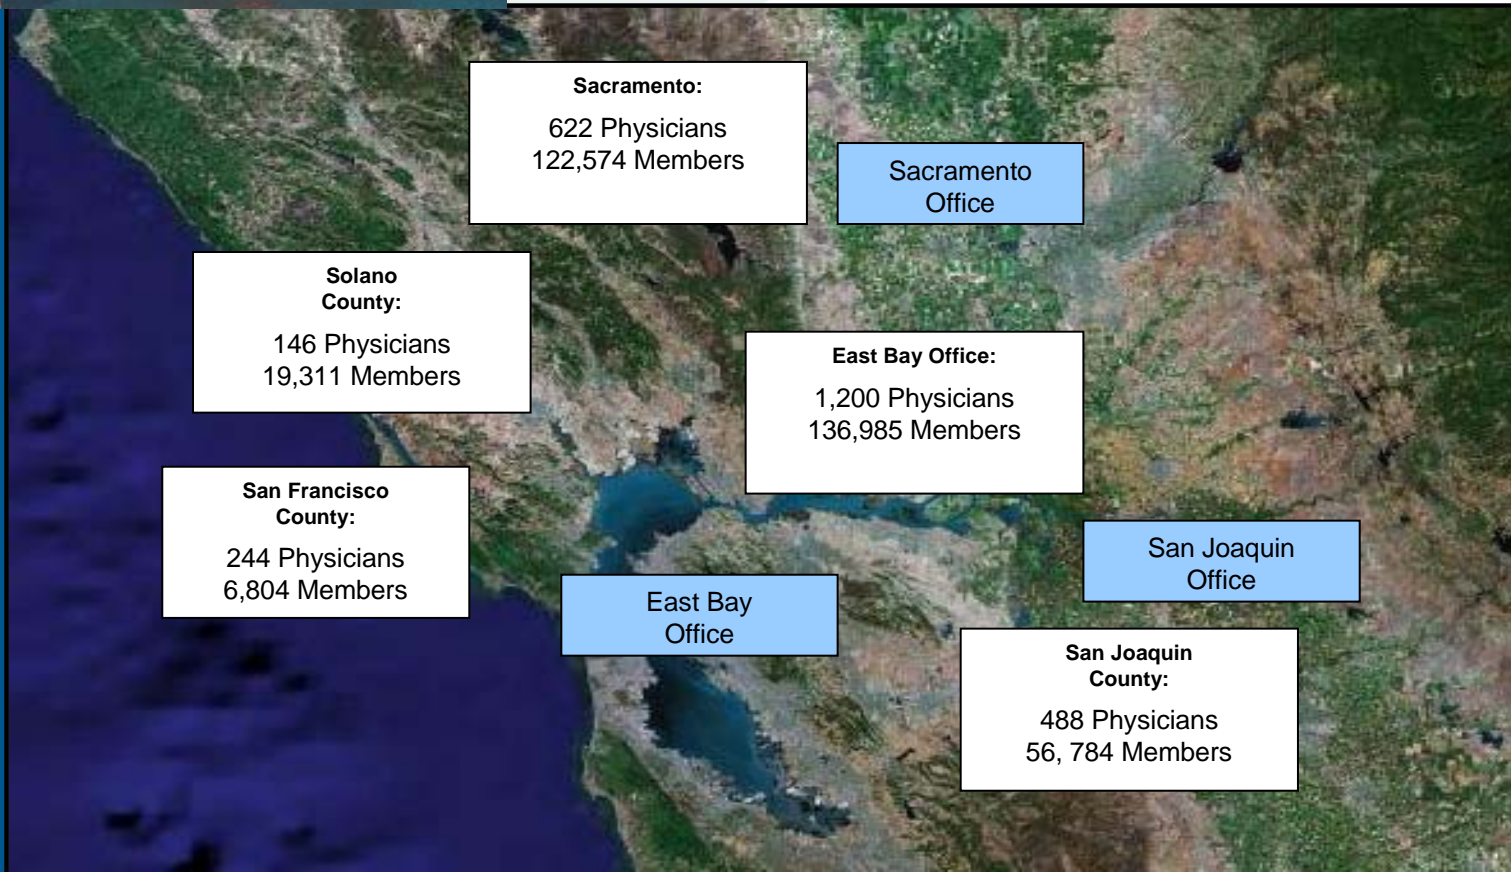 Sacramento:
622 Physicians
122,574 Members
Sacramento
Office
Solano
County:
146 Physicians
19,311 Members
East Bay Office:
1,200 Physicians
136,985 Members
San Francisco
County:
244 Physicians
6,804 Members
San Joaquin
Office
East Bay
Office
San Joaquin
County:
488 Physicians
56, 784 Members